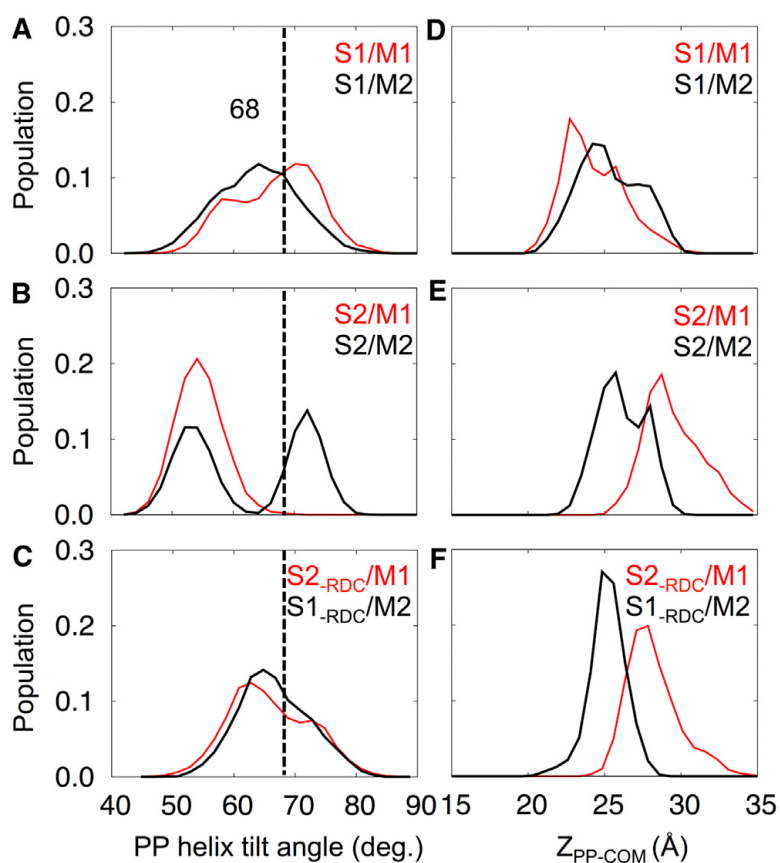 A
0.3
0.2
0.1
0.0
Population
S1/M1
S1/M2
68
D
S1/M1
S1/M2
B
0.3
0.2
0.1
0.0
Population
S2/M1
S2/M2
E
S2/M1
S2/M2
C
0.3
0.2
0.1
0.0
Population
S2-RDC/M1
S1-RDC/M2
F
S2-RDC/M1
S1-RDC/M2
40 50 60 70 80 90
15 20 25 30 35
PP helix tilt angle (deg.)
ZPP-COM (Å)